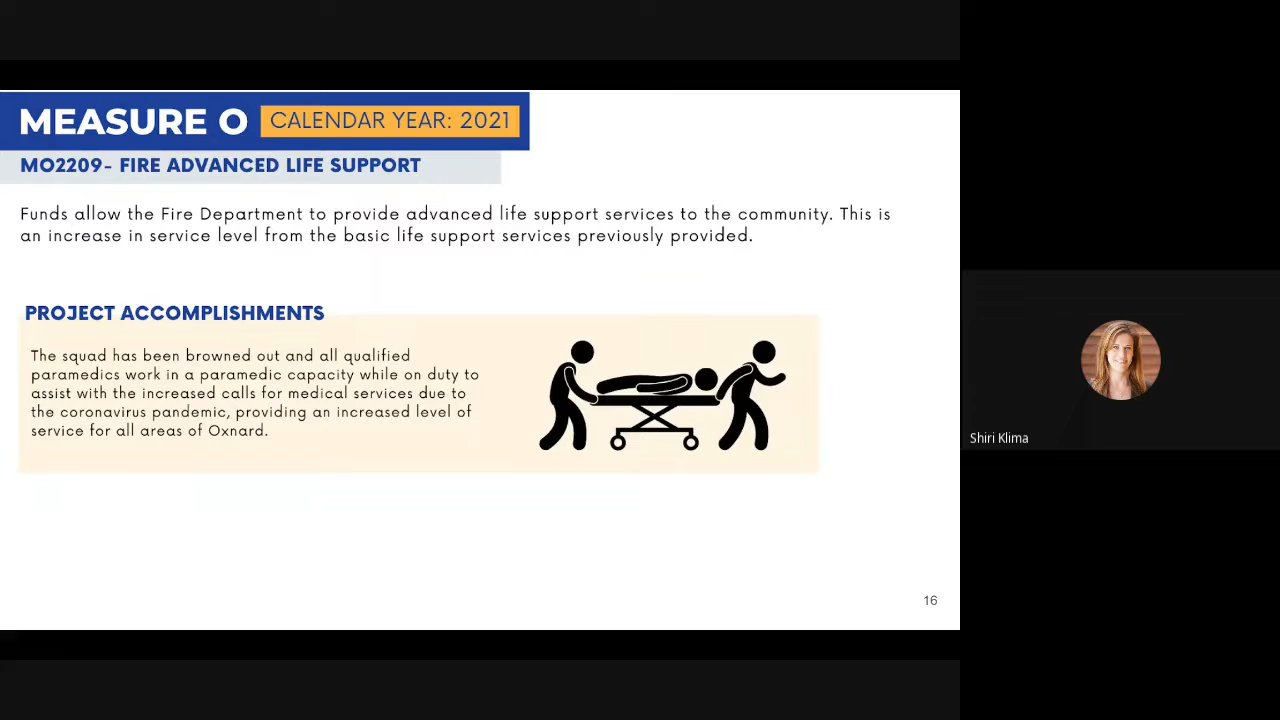 MEASURE O CALENDAR YEAR: 2021
MO2209- FIRE ADVANCED LIFE SUPPORT
Funds allow the Fire Department to provide advanced life support services to the community. This is
an increase in service level from the basic life support services previously provided.
PROJECT ACCOMPLISHMENTS
The squad has been browned out and all qualified
paramedics work in a paramedic capacity while on duty to
assist with the increased calls for medical services due to
the coronavirus pandemic, providing an increased level of
service for all areas of Oxnard.
16
Shiri Klima